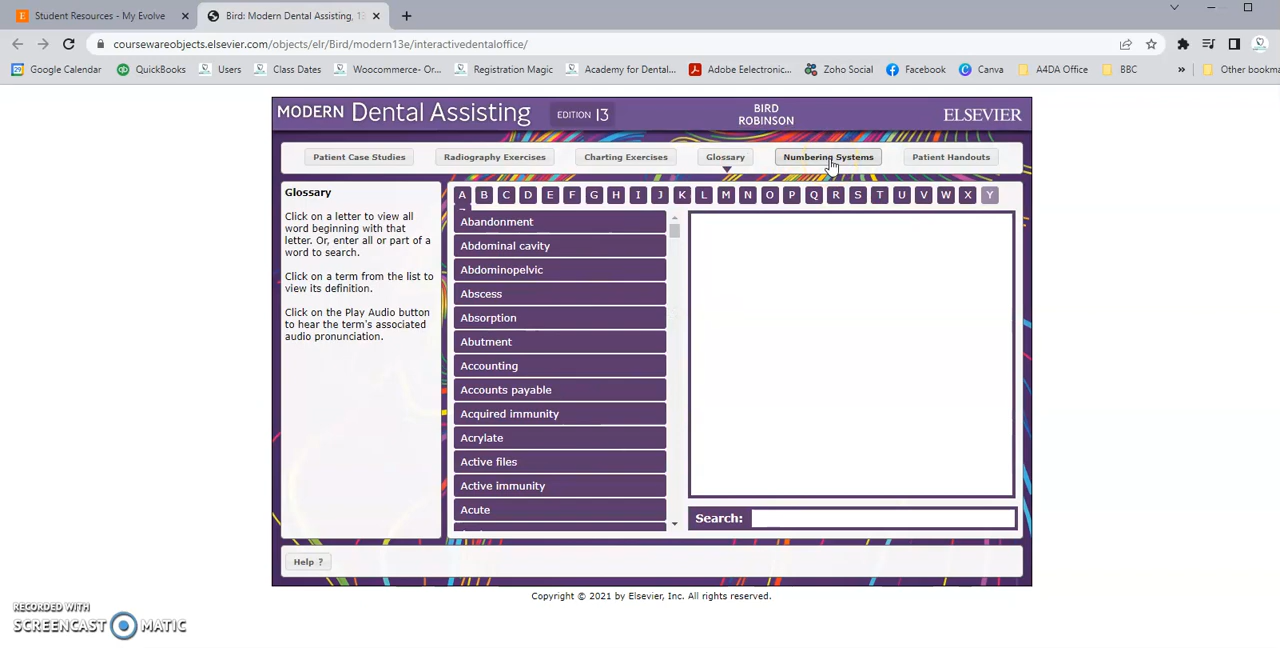 Student Resources - My Evolve
Bird: Modern Dental Assisting, 1
coursewareobjects.elsevier.com/objects/elr/Bird/modern13e/interactivedentaloffice/
Google Calendar QuickBooks Users Class Dates Woocommerce- Or... Registration Magic Academy for Dental... Adobe Eelectronic... Zoho Social Facebook Canva A4DA Office BBC » Other bookma
MODERN Dental Assisting EDITION 13
BIRD
ROBINSON
ELSEVIER
Patient Case Studies Radiography Exercises Charting Exercises Glossary Numbering Systems Patient Handouts
Glossary
Click on a letter to view all
word beginning with that
letter. Or, enter all or part of a
word to search.
Click on a term from the list to
view its definition.
Click on the Play Audio button
to hear the term's associated
audio pronunciation.
A B C D E F G H I J K L M N O P Q R S T U V W X Y
Abandonment
Abdominal cavity
Abdominopelvic
Abscess
Absorption
Abutment
Accounting
Accounts payable
Acquired immunity
Acrylate
Active files
Active immunity
Acute
Search:
Help ?
Copyright © 2021 by Elsevier, Inc. All rights reserved.
RECORDED WITH
SCREENCAST MATIC